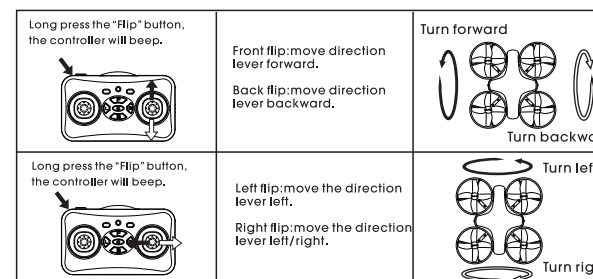 Long press the "Flip" button,
the controller will beep.
Front flip:move direction
lever forward.
Back flip:move direction
lever backward.
Turn forward
Turn backwa
Long press the "Flip" button,
the controller will beep.
Left flip:move the direction
lever left.
Right flip:move the direction
lever left/right.
Turn lef
Turn rig